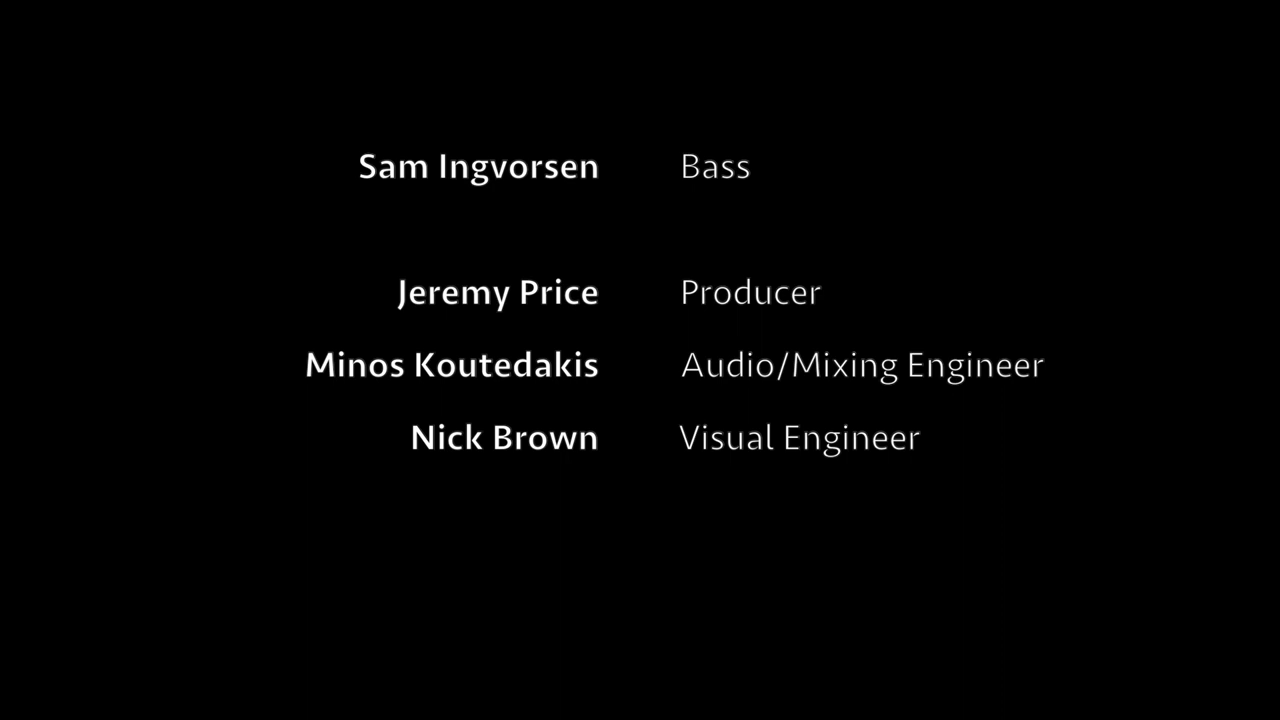 Sam Ingvorsen Bass
Jeremy Price Producer
Minos Koutedakis Audio/Mixing Engineer
Nick Brown Visual Engineer